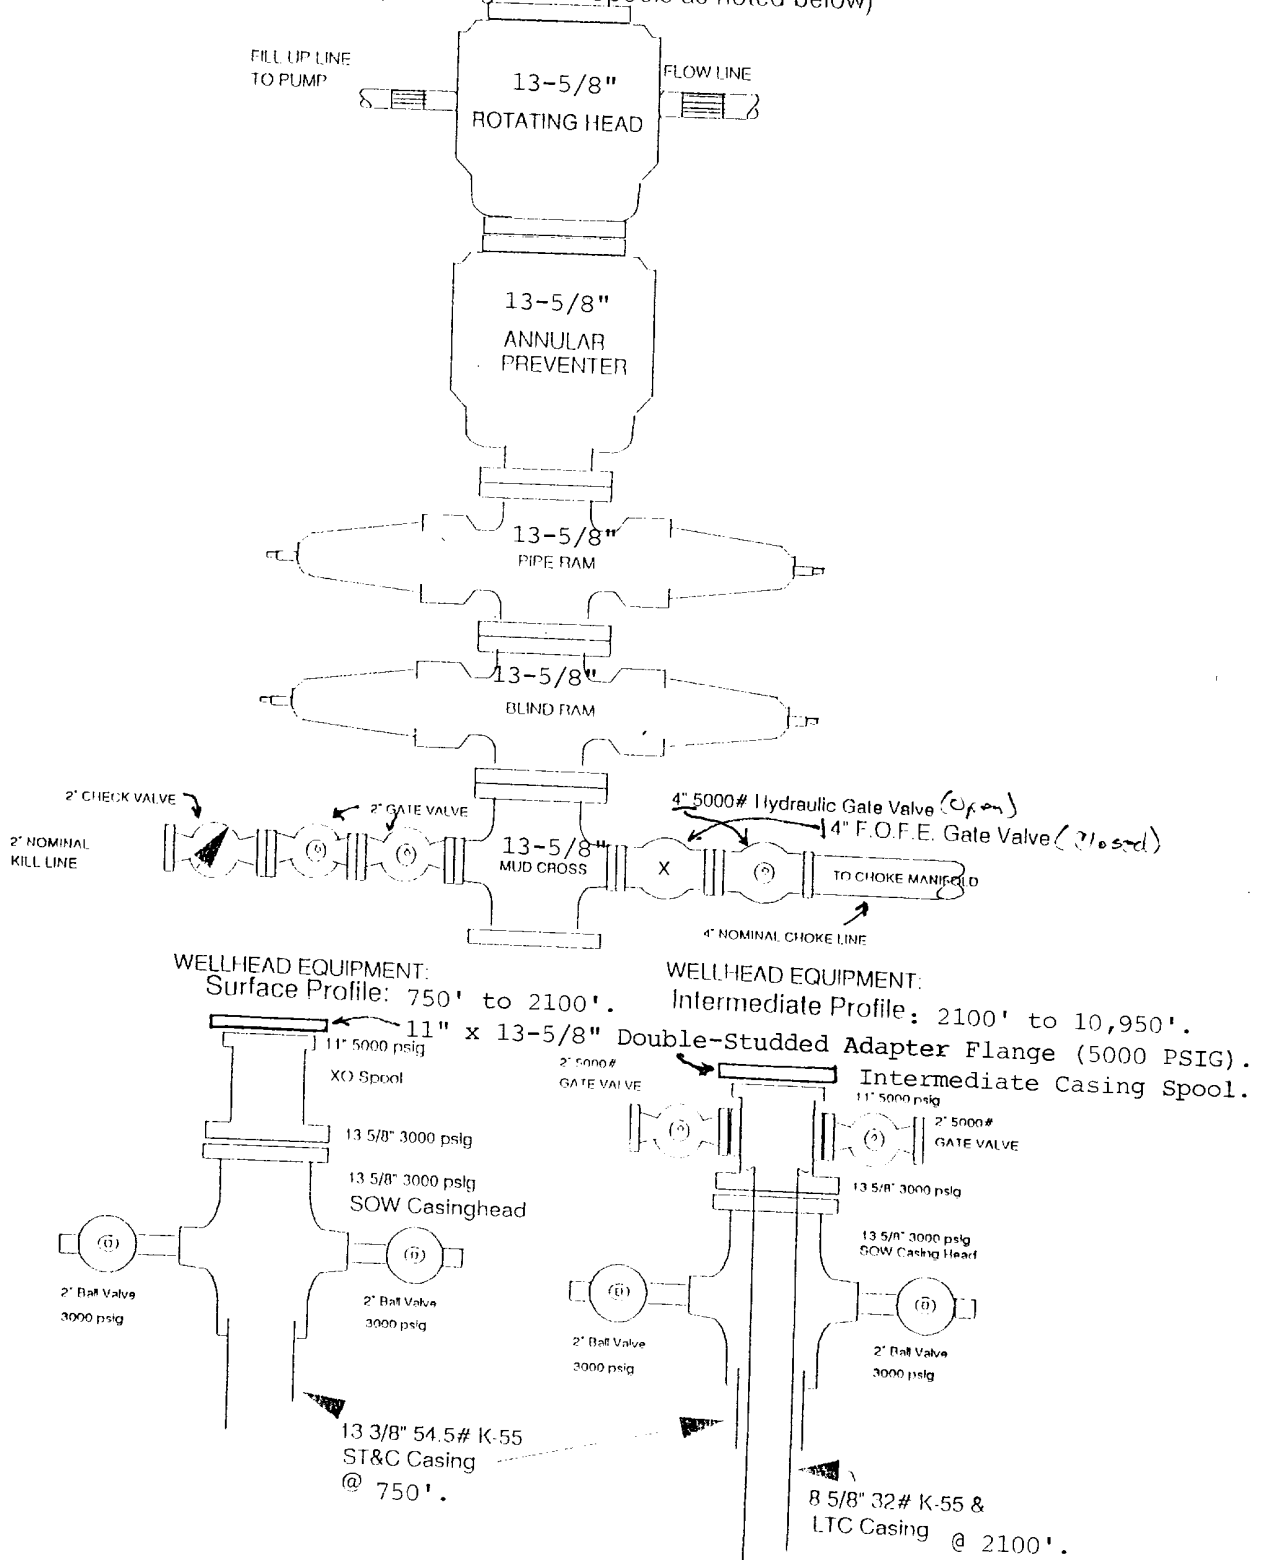 as noted below)
FILL UP LINE
TO PUMP
13-5/8"
ROTATING HEAD
FLOW LINE
13-5/8"
ANNULAR
PREVENTER
13-5/8"
PIPE RAM
13-5/8"
BLIND RAM
2" CHECK VALVE
2" GATE VALVE
4" 5000# Hydraulic Gate Valve (Open)
4" F.O.F.E. Gate Valve (Closed)
2" NOMINAL
KILL LINE
13-5/8"
MUD CROSS
X
TO CHOKE MANIFOLD
4" NOMINAL CHOKE LINE
WELLHEAD EQUIPMENT:
Surface Profile: 750' to 2100'.
WELLHEAD EQUIPMENT:
Intermediate Profile: 2100' to 10,950'.
11" x 13-5/8" Double-Studded Adapter Flange (5000 PSIG).
11" 5000 psig
XO Spool
2" 5000#
GATE VALVE
Intermediate Casing Spool.
11" 5000 psig
2" 5000#
GATE VALVE
13 5/8" 3000 psig
13 5/8" 3000 psig
SOW Casinghead
13 5/8" 3000 psig
13 5/8" 3000 psig
SOW Casing Head
2" Ball Valve
3000 psig
2" Ball Valve
3000 psig
2" Ball Valve
3000 psig
2" Ball Valve
3000 psig
13 3/8" 54.5# K-55
ST&C Casing
@ 750'.
8 5/8" 32# K-55 &
LTC Casing @ 2100'.